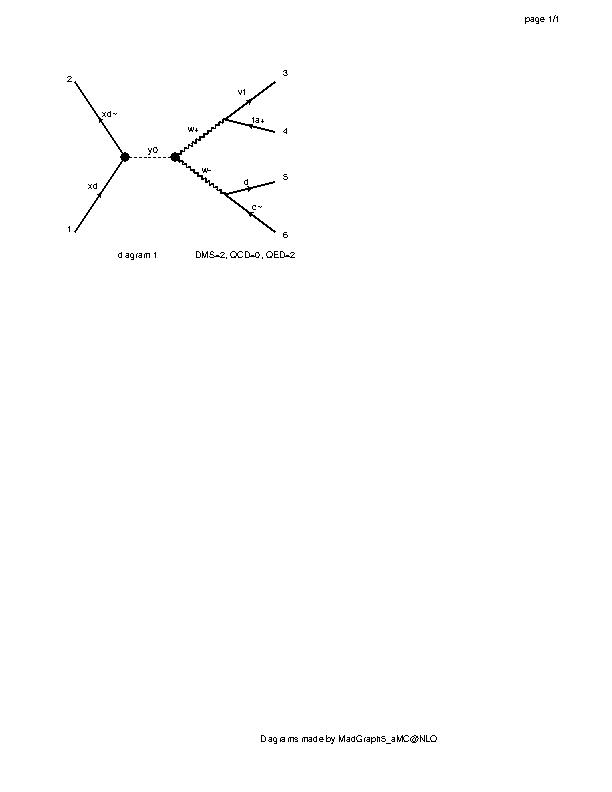 page 1/1
2
3
vt
xd~
ta+
w+
4
y0
w-
5
d
xd
c~
1
6
diagram 1 DMS=2, QCD=0, QED=2
Diagrams made by MadGraph5_aMC@NLO